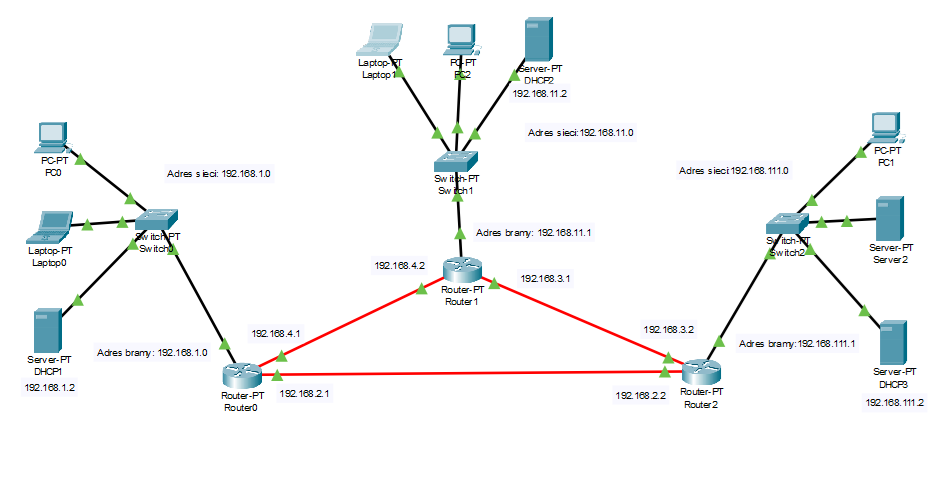 Laptop-PT
Laptop1
PC-PT
PC2
Server-PT
DHCP2
192.168.11.2
Adres sieci:192.168.11.0
PC-PT
PC0
Adres sieci: 192.168.1.0
Switch-PT
Switch1
Adres sieci:192.168.111.0
PC-PT
PC1
Laptop-PT
Laptop0
Switch-PT
Switch0
Adres bramy: 192.168.11.1
Switch-PT
Switch2
Server-PT
Server2
192.168.4.2
Router-PT
Router1
192.168.3.1
192.168.4.1
192.168.3.2
Server-PT
DHCP1
192.168.1.2
Adres bramy: 192.168.1.0
Adres bramy:192.168.111.1
Server-PT
DHCP3
192.168.111.2
Router-PT
Router0
192.168.2.1
192.168.2.2
Router-PT
Router2